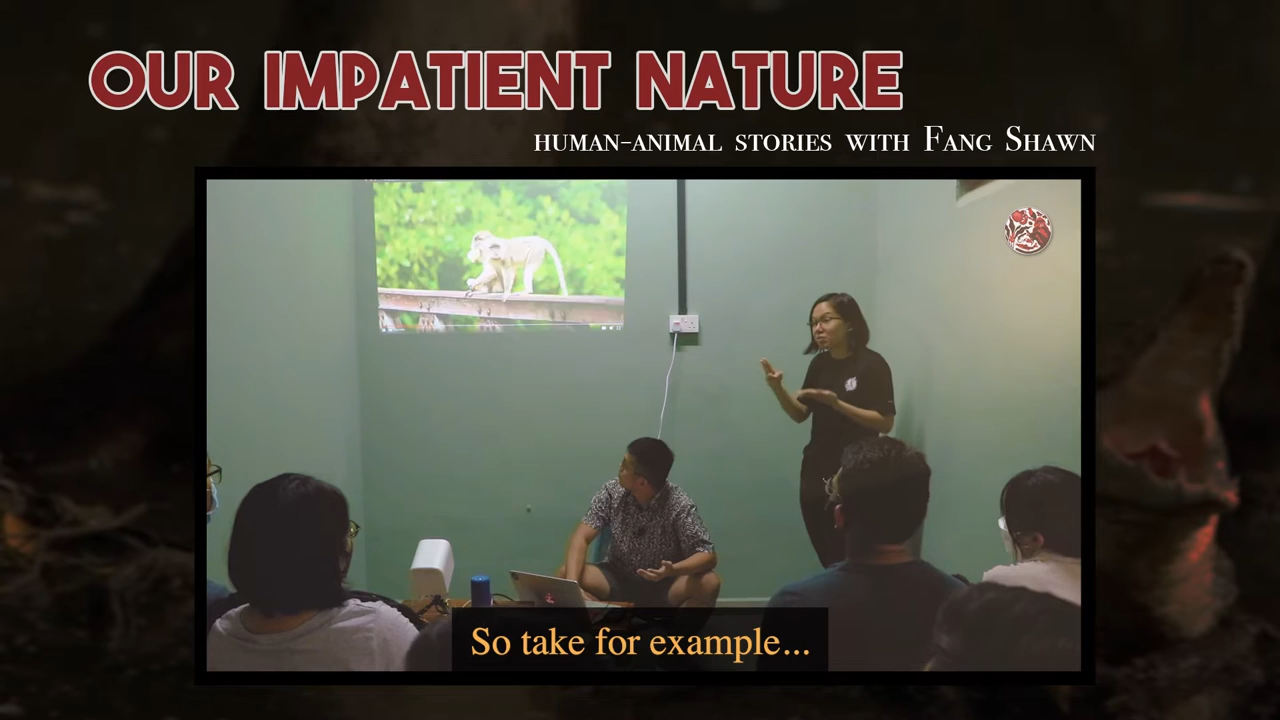 OUR IMPATIENT NATURE
HUMAN-ANIMAL STORIES WITH FANG SHAWN
So take for example...